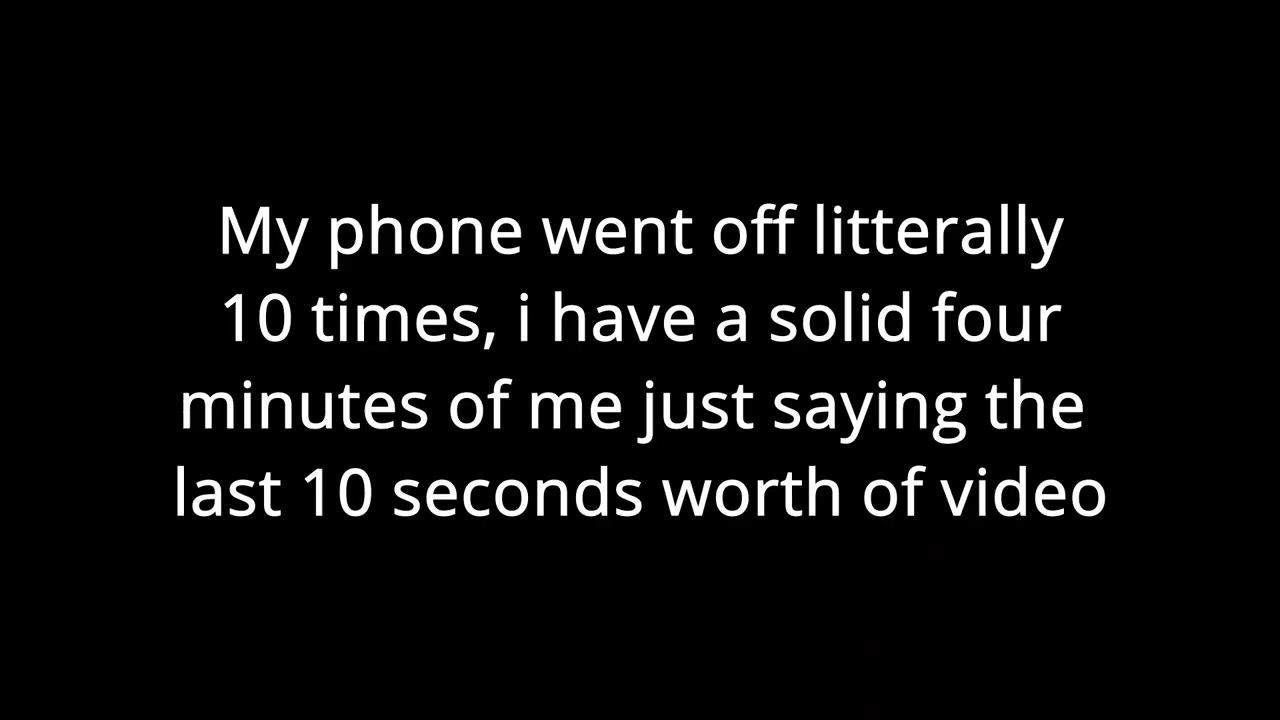 My phone went off litterally
10 times, i have a solid four
minutes of me just saying the
last 10 seconds worth of video